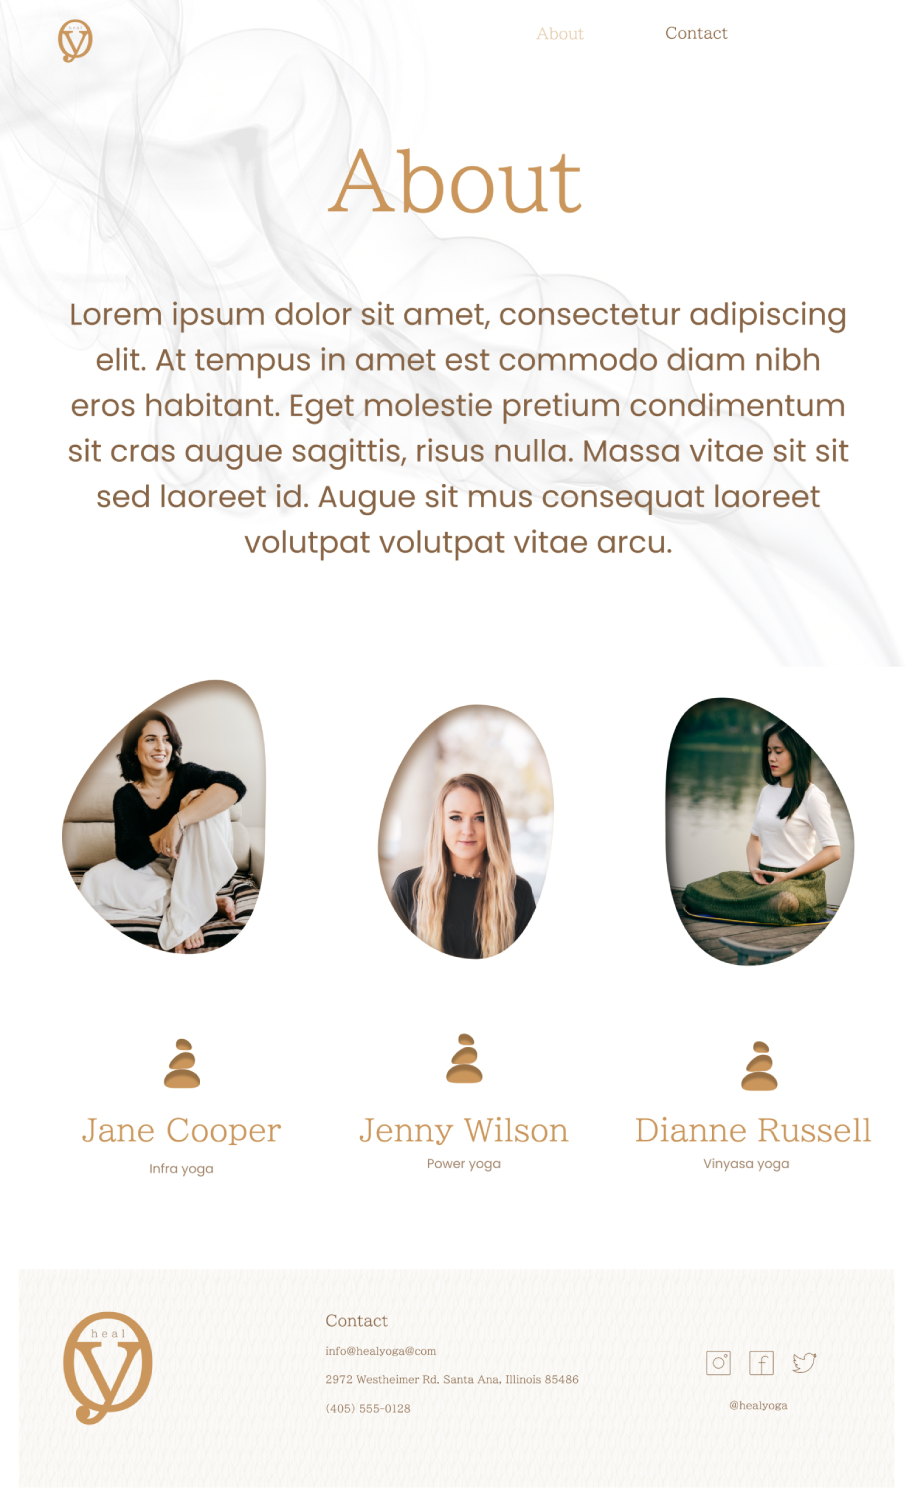 heal
About
Contact
About
Lorem ipsum dolor sit amet, consectetur adipiscing
elit. At tempus in amet est commodo diam nibh
eros habitant. Eget molestie pretium condimentum
sit cras augue sagittis, risus nulla. Massa vitae sit sit
sed laoreet id. Augue sit mus consequat laoreet
volutpat volutpat vitae arcu.
Jane Cooper
Infra yoga
Jenny Wilson
Power yoga
Dianne Russell
Vinyasa yoga
heal
y
Contact
info@healyoga@com
2972 Westheimer Rd. Santa Ana, Illinois 85486
(405) 555-0128
@healyoga